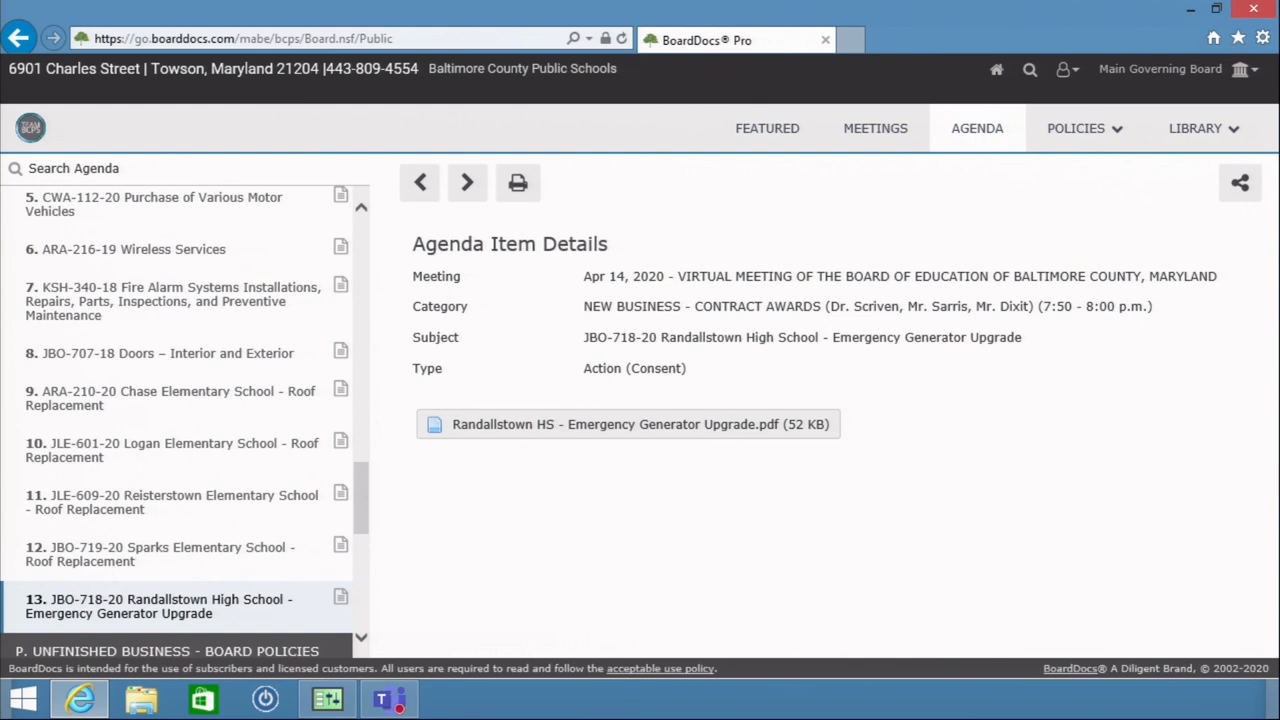 https://go.boarddocs.com/mabe/bcps/Board.nsf/Public
BoardDocs® Pro
6901 Charles Street | Towson, Maryland 21204 |443-809-4554 Baltimore County Public Schools
Main Governing Board
TEAM BCPS
FEATURED MEETINGS AGENDA POLICIES LIBRARY
Search Agenda
5. CWA-112-20 Purchase of Various Motor
Vehicles
6. ARA-216-19 Wireless Services
7. KSH-340-18 Fire Alarm Systems Installations,
Repairs, Parts, Inspections, and Preventive
Maintenance
8. JBO-707-18 Doors – Interior and Exterior
9. ARA-210-20 Chase Elementary School - Roof
Replacement
10. JLE-601-20 Logan Elementary School - Roof
Replacement
11. JLE-609-20 Reisterstown Elementary School
- Roof Replacement
12. JBO-719-20 Sparks Elementary School -
Roof Replacement
13. JBO-718-20 Randallstown High School -
Emergency Generator Upgrade
P. UNFINISHED BUSINESS - BOARD POLICIES
Agenda Item Details
Meeting Apr 14, 2020 - VIRTUAL MEETING OF THE BOARD OF EDUCATION OF BALTIMORE COUNTY, MARYLAND
Category NEW BUSINESS - CONTRACT AWARDS (Dr. Scriven, Mr. Sarris, Mr. Dixit) (7:50 - 8:00 p.m.)
Subject JBO-718-20 Randallstown High School - Emergency Generator Upgrade
Type Action (Consent)
Randallstown HS - Emergency Generator Upgrade.pdf (52 KB)
BoardDocs is intended for the use of subscribers and licensed customers. All users are required to read and follow the acceptable use policy.
BoardDocs® A Diligent Brand, © 2002-2020